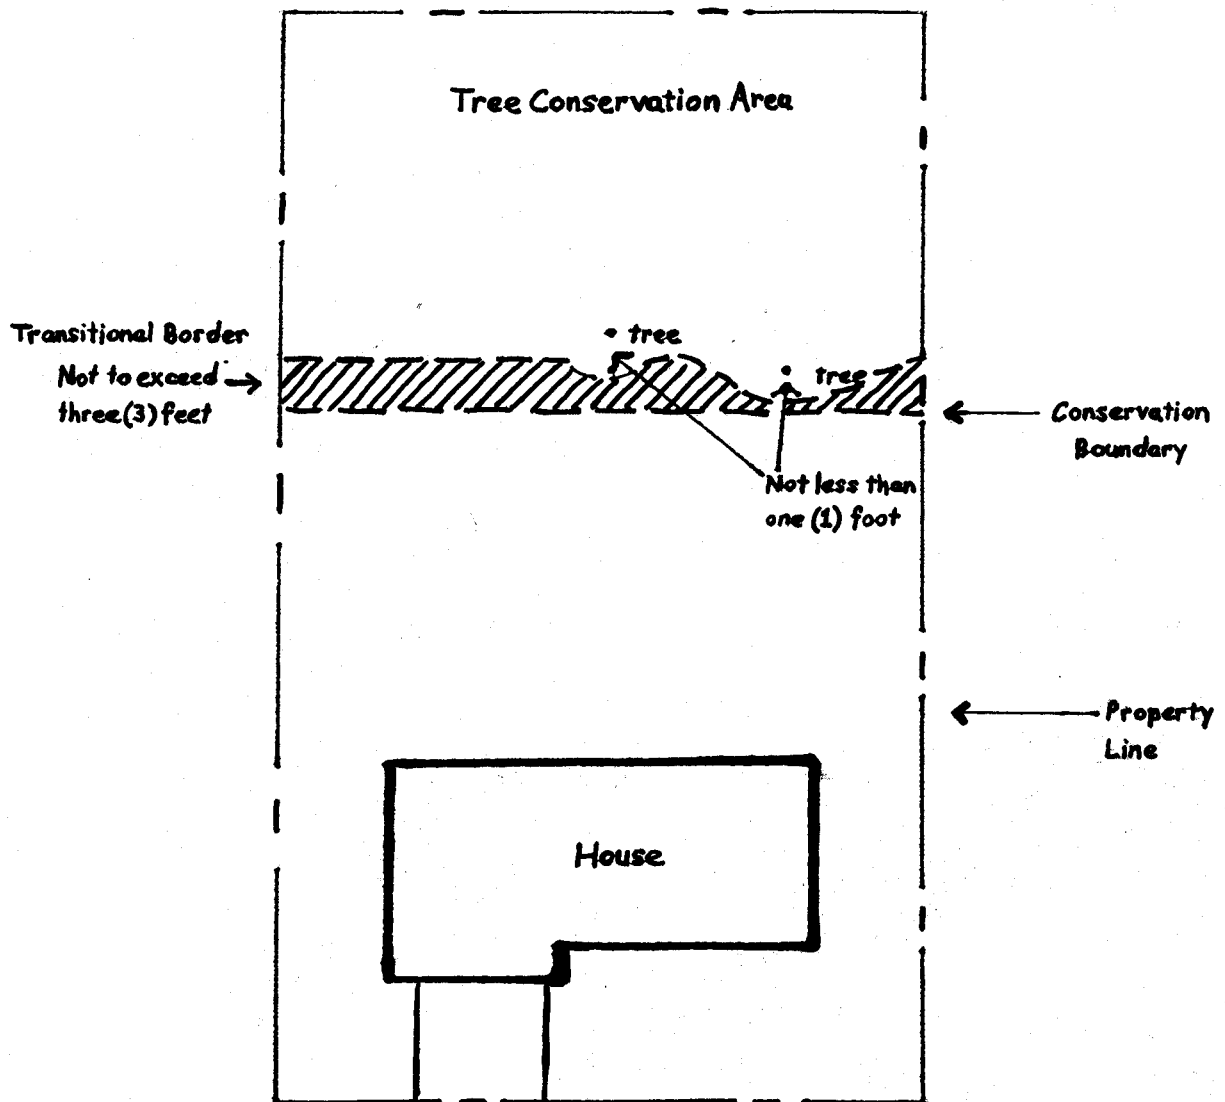 Tree Conservation Area
Transitional Border
Not to exceed
three (3) feet
tree
tree
Conservation
Boundary
Not less than
one (1) foot
Property
Line
House